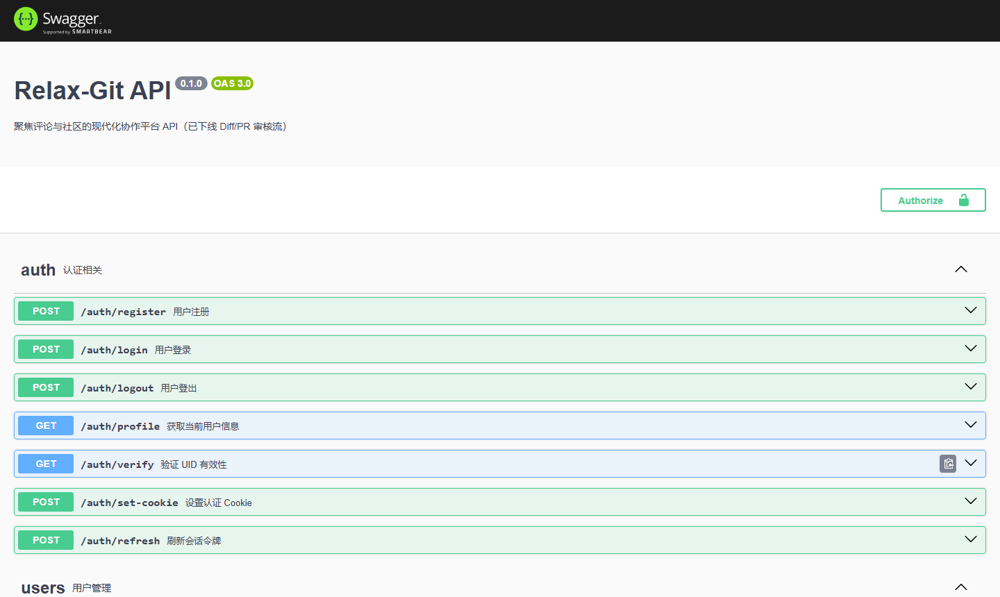 Swagger
Supported by SMARTBEAR
Relax-Git API 0.1.0 OAS 3.0
聚焦评论与社区的现代化协作平台 API（已下线 Diff/PR 审核流）
Authorize
auth 认证相关
POST /auth/register 用户注册
POST /auth/login 用户登录
POST /auth/logout 用户登出
GET /auth/profile 获取当前用户信息
GET /auth/verify 验证 UID 有效性
POST /auth/set-cookie 设置认证 Cookie
POST /auth/refresh 刷新会话令牌
users 用户管理